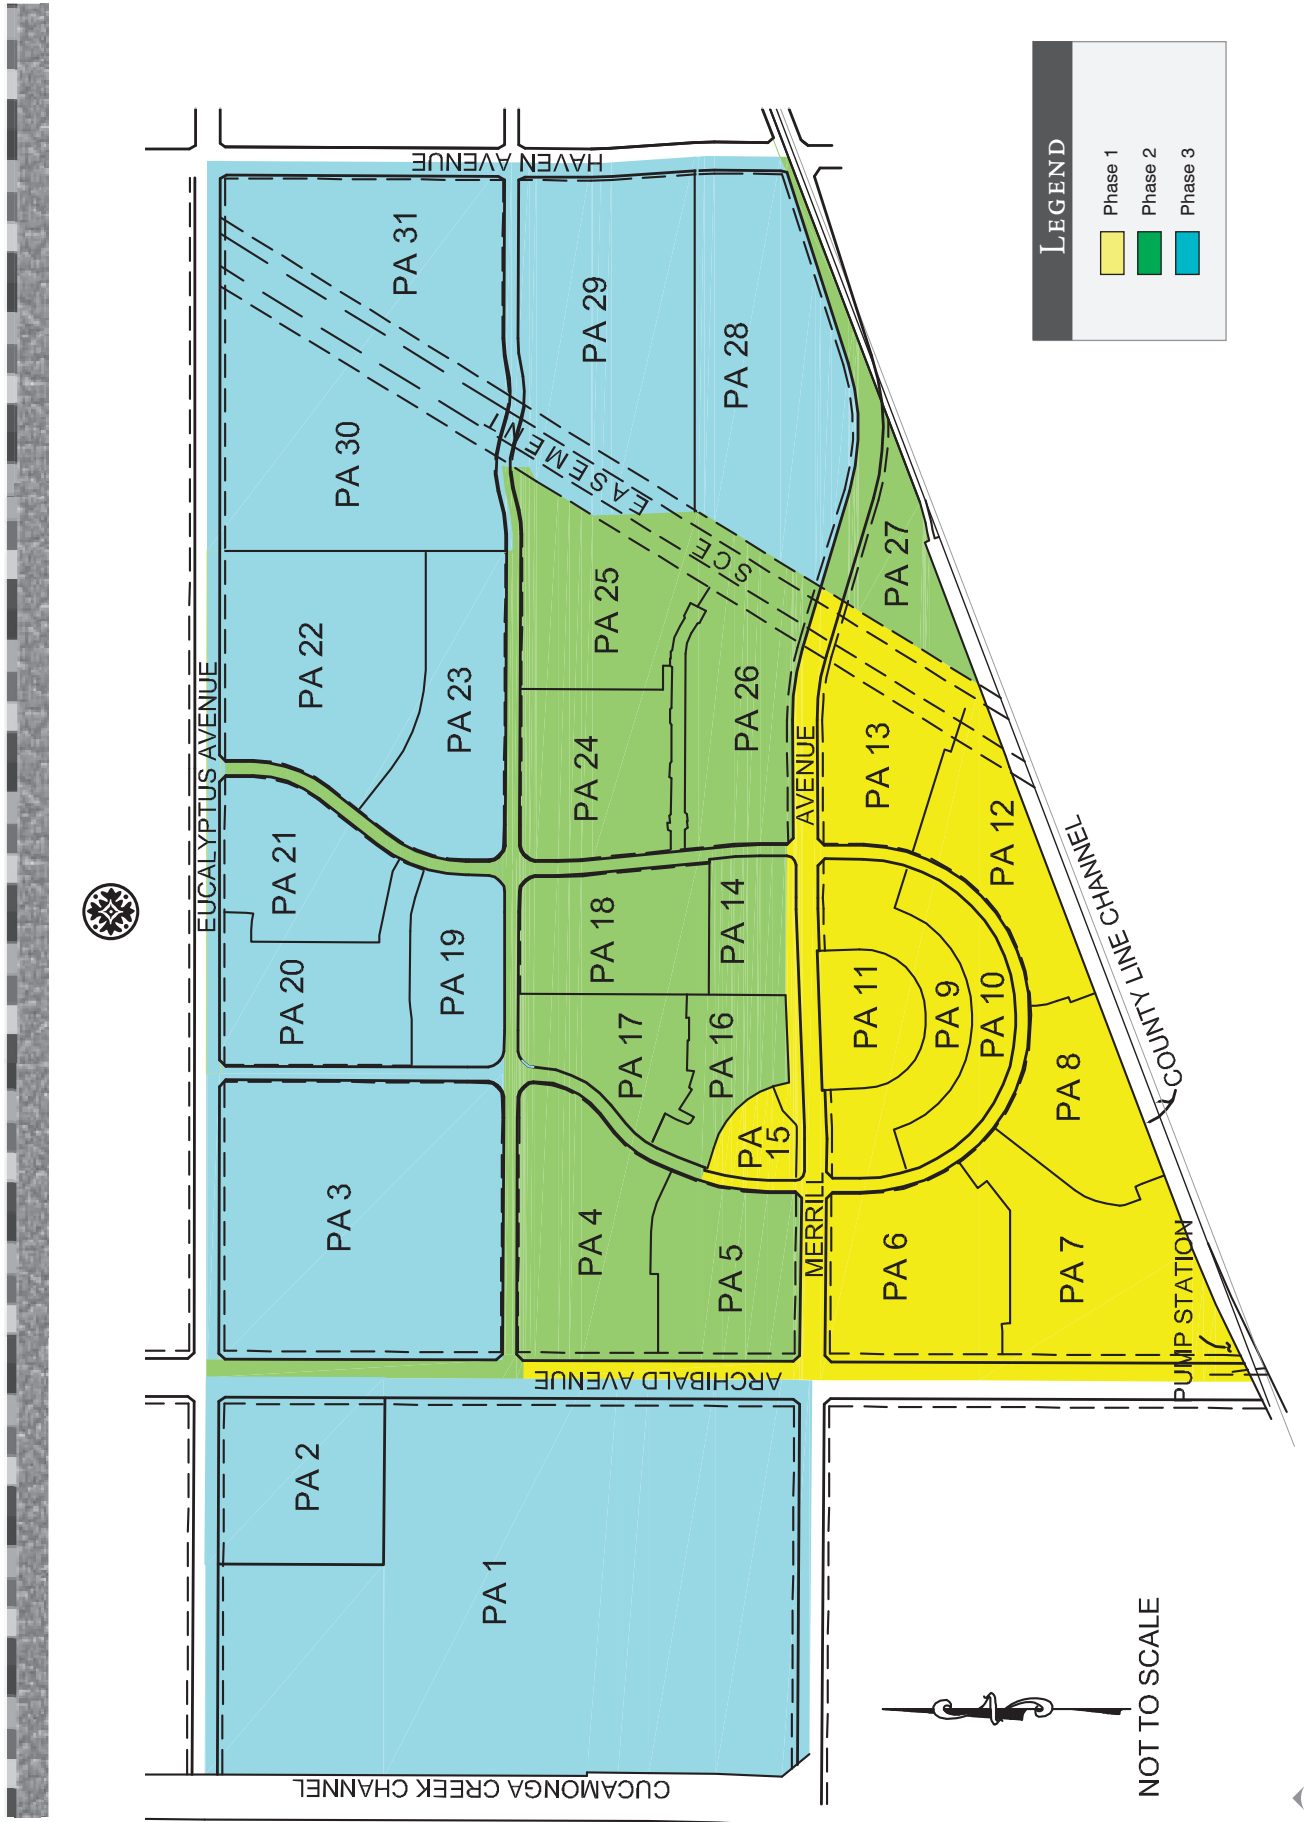 EUCALYPTUS AVENUE
CUCAMONGA CREEK CHANNEL
PA 2
PA 1
ARCHIBALD AVENUE
PA 3
PA 20
PA 21
PA 19
PA 22
PA 23
PA 30
PA 31
HAVEN AVENUE
PA 4
PA 5
PA 17
PA 16
PA
15
PA 18
PA 14
PA 24
PA 25
PA 26
PA 29
PA 28
SCE
EASEMENT
MERRILL
AVENUE
PA 6
PA 7
PA 8
PA 11
PA 9
PA 10
PA 12
PA 13
PA 27
PUMP STATION
COUNTY LINE CHANNEL
NOT TO SCALE
LEGEND
Phase 1
Phase 2
Phase 3